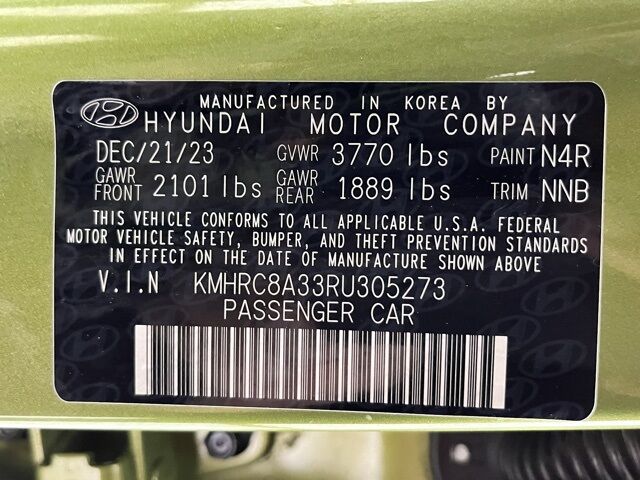 MANUFACTURED IN KOREA BY
HYUNDAI MOTOR COMPANY
DEC/21/23 GVWR 3770 lbs PAINT N4R
GAWR FRONT 2101 lbs GAWR REAR 1889 lbs TRIM NNB
THIS VEHICLE CONFORMS TO ALL APPLICABLE U.S.A. FEDERAL
MOTOR VEHICLE SAFETY, BUMPER, AND THEFT PREVENTION STANDARDS
IN EFFECT ON THE DATE OF MANUFACTURE SHOWN ABOVE
V.I.N KMHRC8A33RU305273
PASSENGER CAR